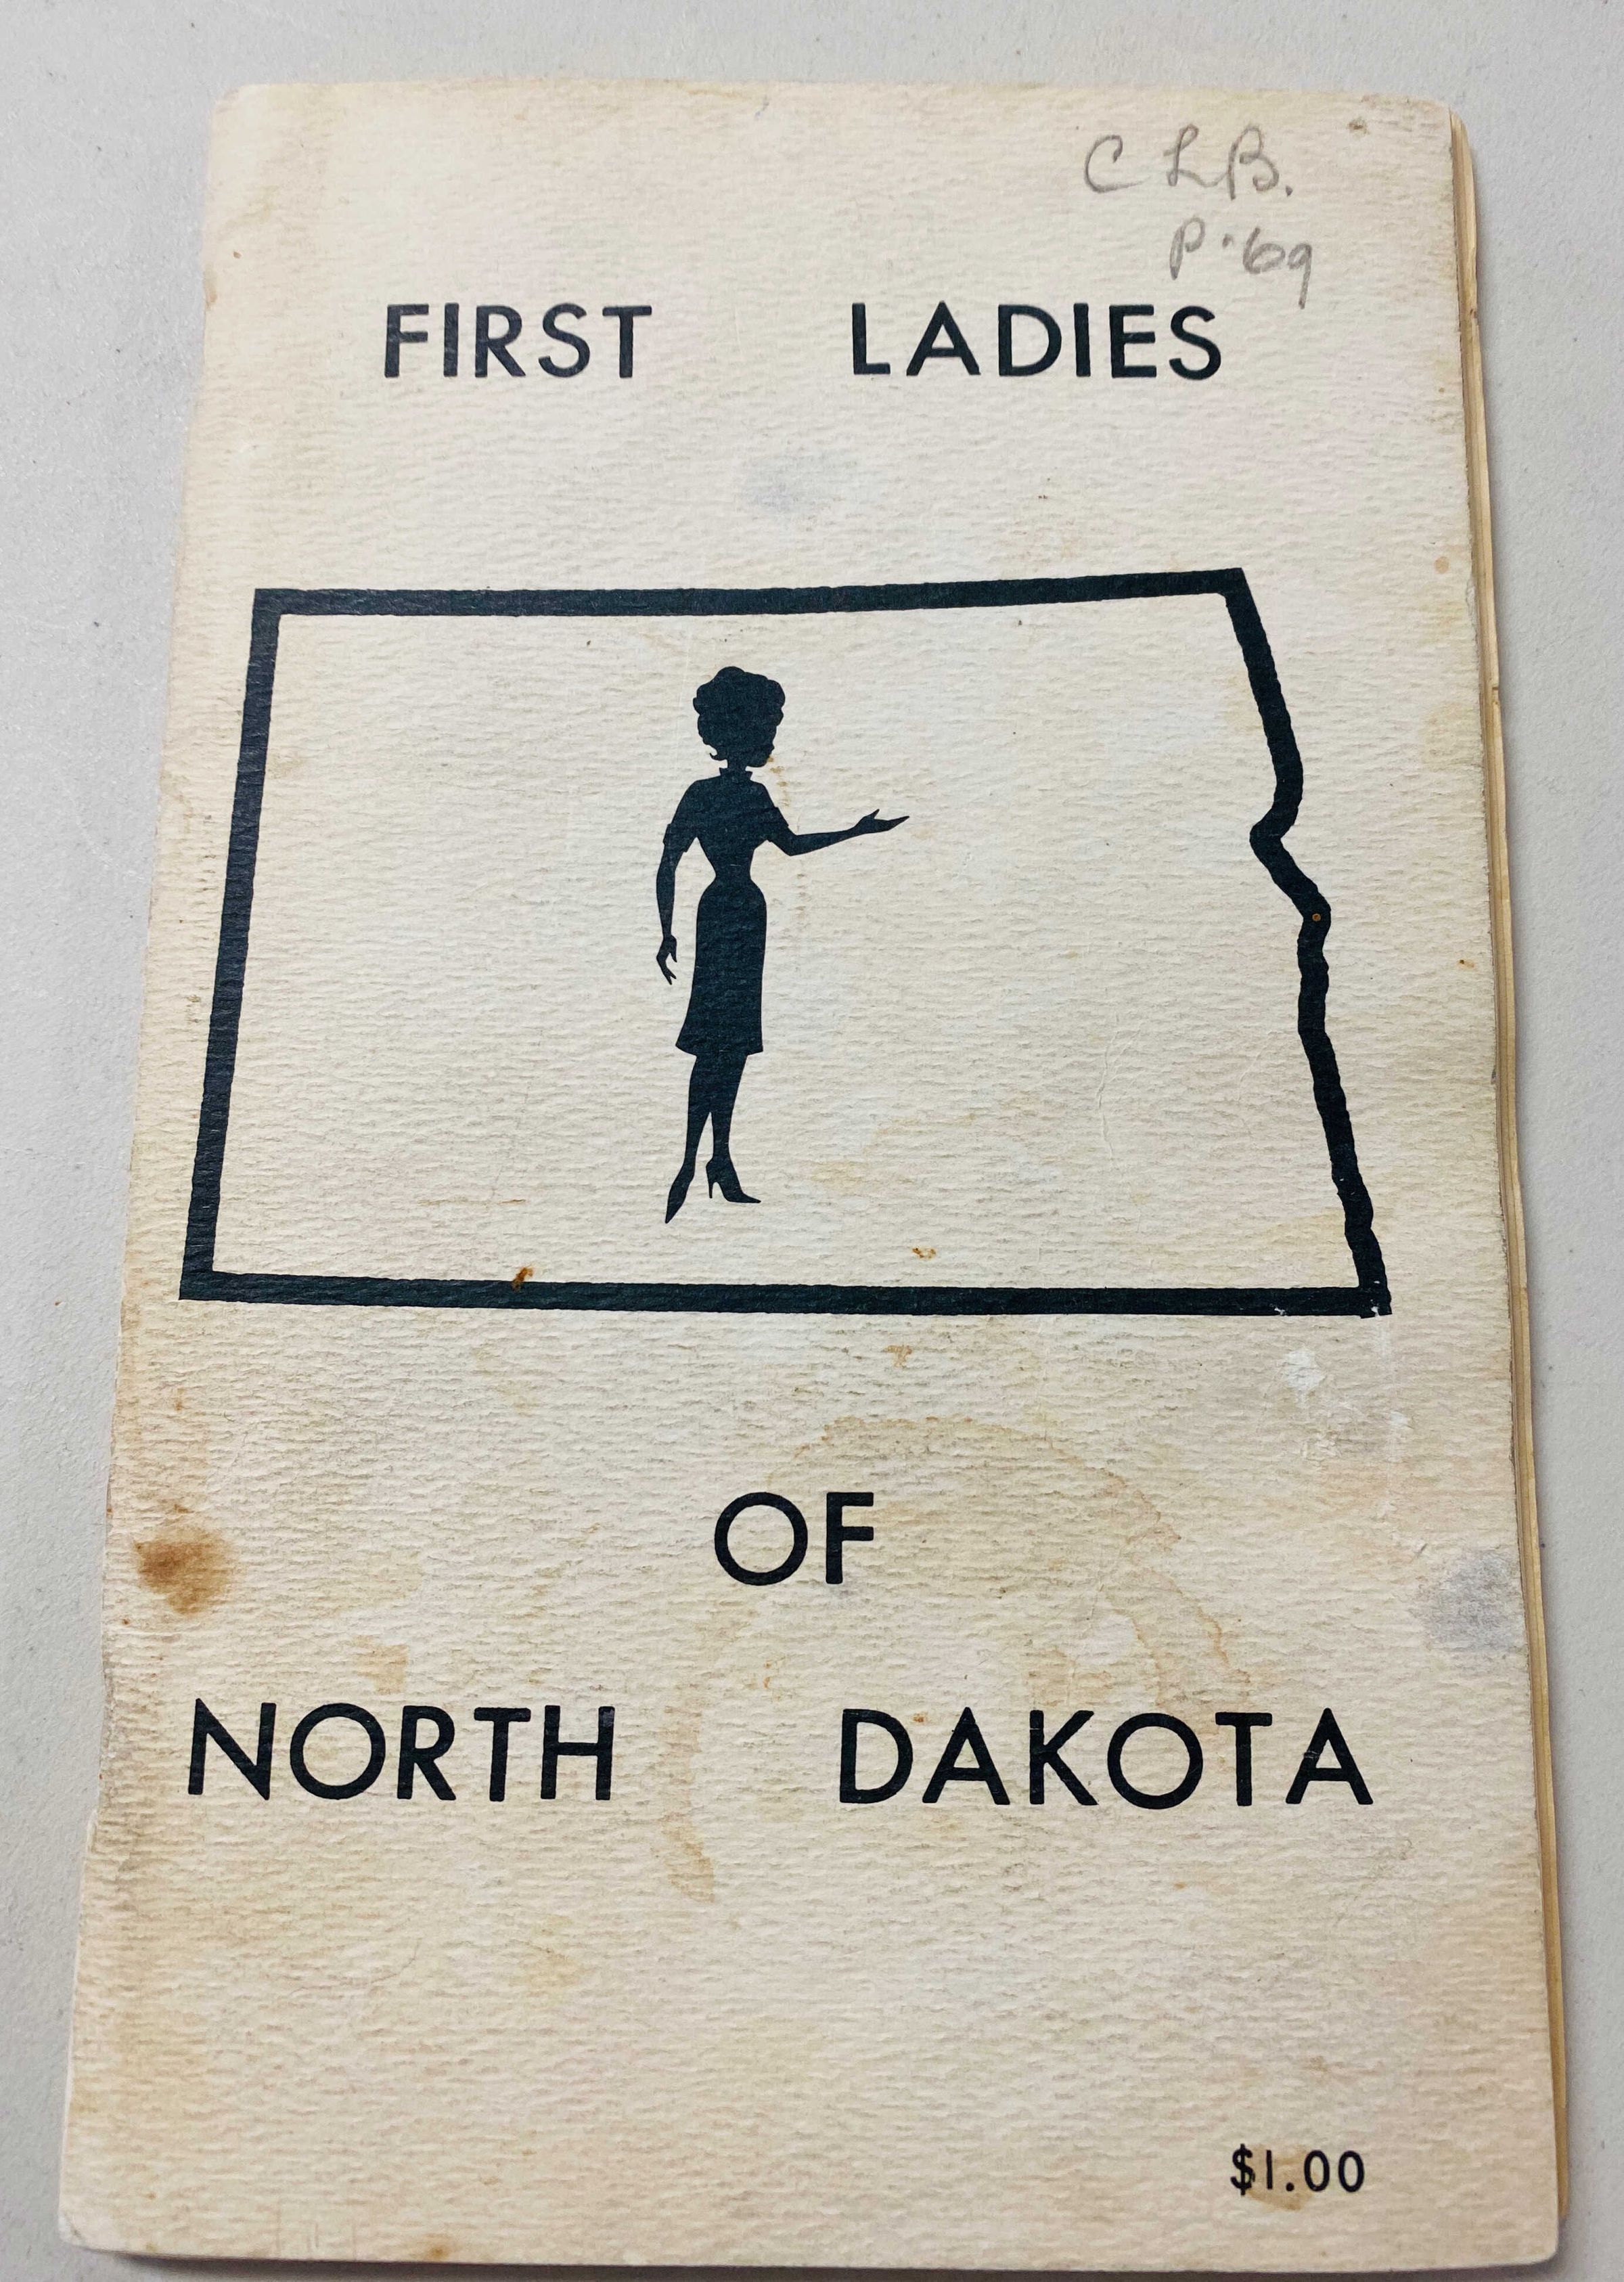 C L B.
P. 69
FIRST LADIES
OF
NORTH DAKOTA
$1.00